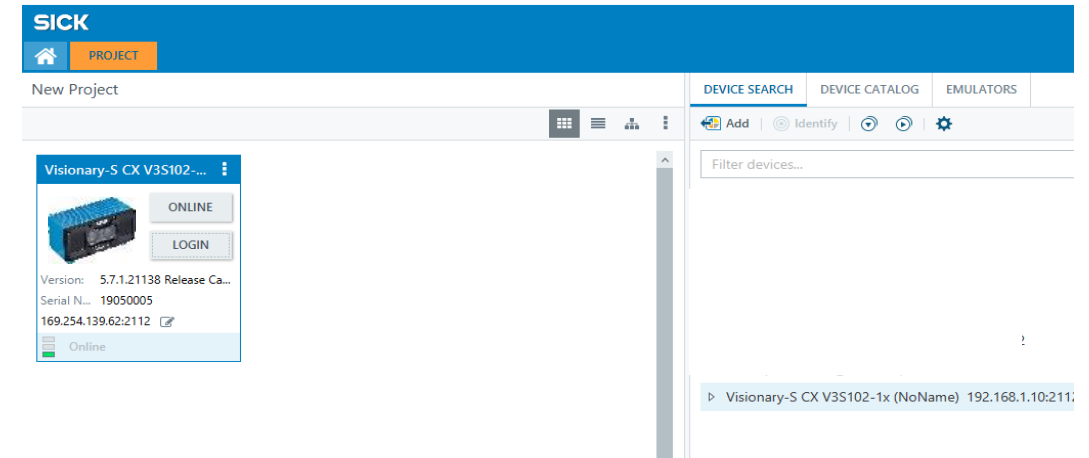 SICK
PROJECT
New Project
DEVICE SEARCH DEVICE CATALOG EMULATORS
Add Identify
Filter devices...
Visionary-S CX V3S102-...
ONLINE
LOGIN
Version: 5.7.1.21138 Release Ca...
Serial N... 19050005
169.254.139.62:2112
Online
Visionary-S CX V3S102-1x (NoName) 192.168.1.10:2112